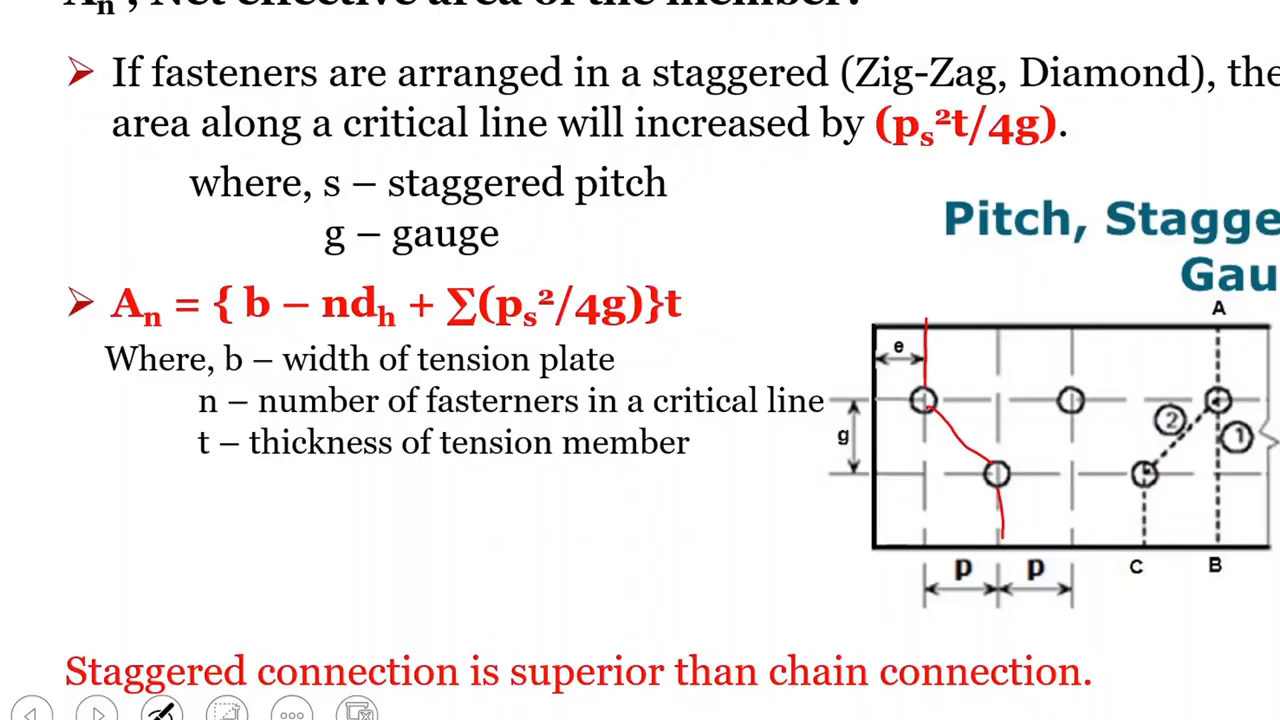 Aₙ , Net effective area of the member:
➢ If fasteners are arranged in a staggered (Zig-Zag, Diamond), the
area along a critical line will increased by (pₛ²t/4g).
where, s – staggered pitch
g – gauge
➢ Aₙ = { b – ndₕ + ∑(pₛ²/4g)}t
Where, b – width of tension plate
n – number of fasterners in a critical line
t – thickness of tension member
Pitch, Stagge
Gau
A
e
g
2
1
p p
C B
Staggered connection is superior than chain connection.